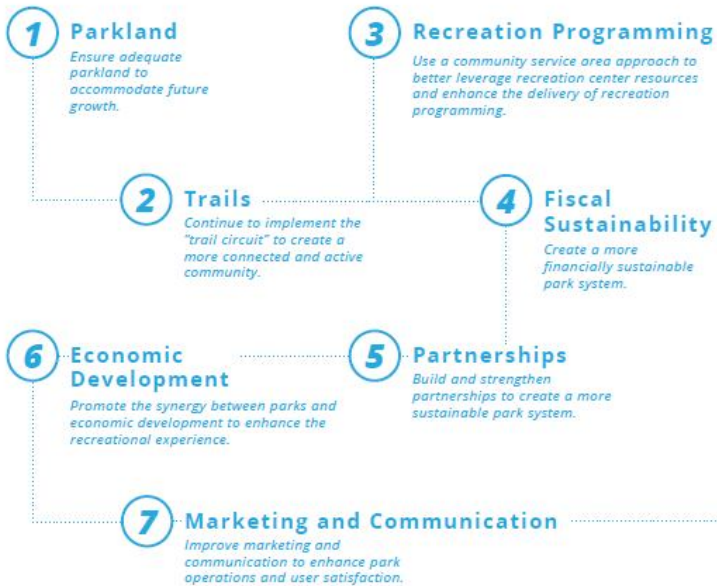 1
Parkland
Ensure adequate
parkland to
accommodate future
growth.
2
Trails
Continue to implement the
"trail circuit" to create a
more connected and active
community.
3
Recreation Programming
Use a community service area approach to
better leverage recreation center resources
and enhance the delivery of recreation
programming.
4
Fiscal
Sustainability
Create a more
financially sustainable
park system.
5
Partnerships
Build and strengthen
partnerships to create a more
sustainable park system.
6
Economic
Development
Promote the synergy between parks and
economic development to enhance the
recreational experience.
7
Marketing and Communication
Improve marketing and
communication to enhance park
operations and user satisfaction.